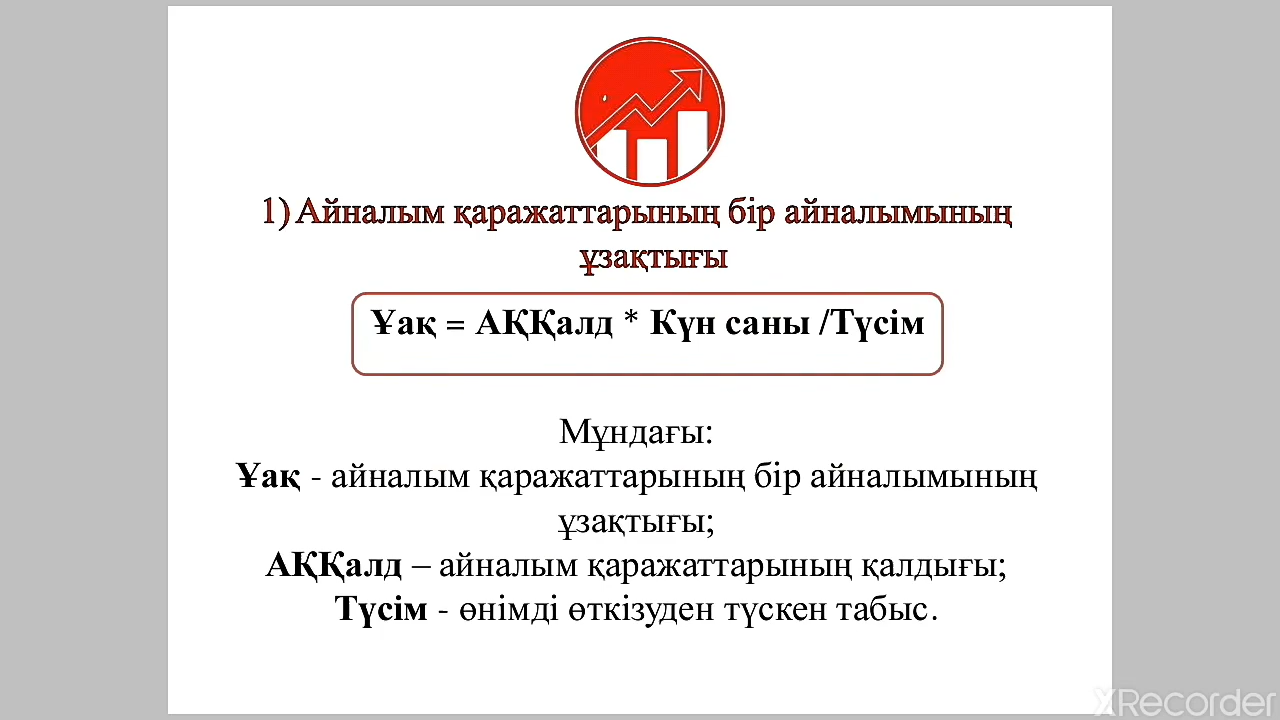 1) Айналым қаражаттарының бір айналымының
ұзақтығы
Ұақ = АҚҚалд * Күн саны /Түсім
Мұндағы:
Ұақ - айналым қаражаттарының бір айналымының
ұзақтығы;
АҚҚалд – айналым қаражаттарының қалдығы;
Түсім - өнімді өткізуден түскен табыс.
XRecorder